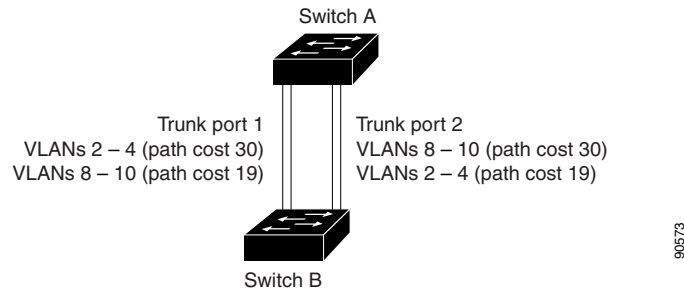 Switch A
Trunk port 1
VLANs 2 – 4 (path cost 30)
VLANs 8 – 10 (path cost 19)
Trunk port 2
VLANs 8 – 10 (path cost 30)
VLANs 2 – 4 (path cost 19)
90573
Switch B